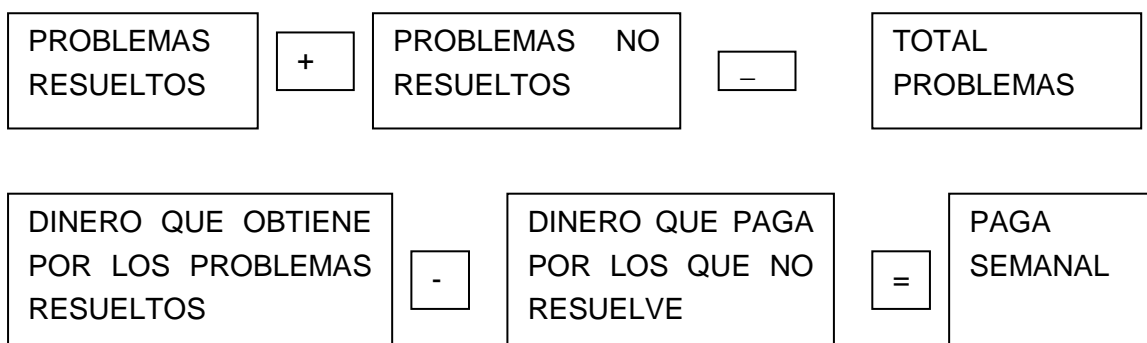 PROBLEMAS RESUELTOS
+
PROBLEMAS NO RESUELTOS
_
TOTAL PROBLEMAS
DINERO QUE OBTIENE
POR LOS PROBLEMAS
RESUELTOS
-
DINERO QUE PAGA
POR LOS QUE NO
RESUELVE
=
PAGA
SEMANAL